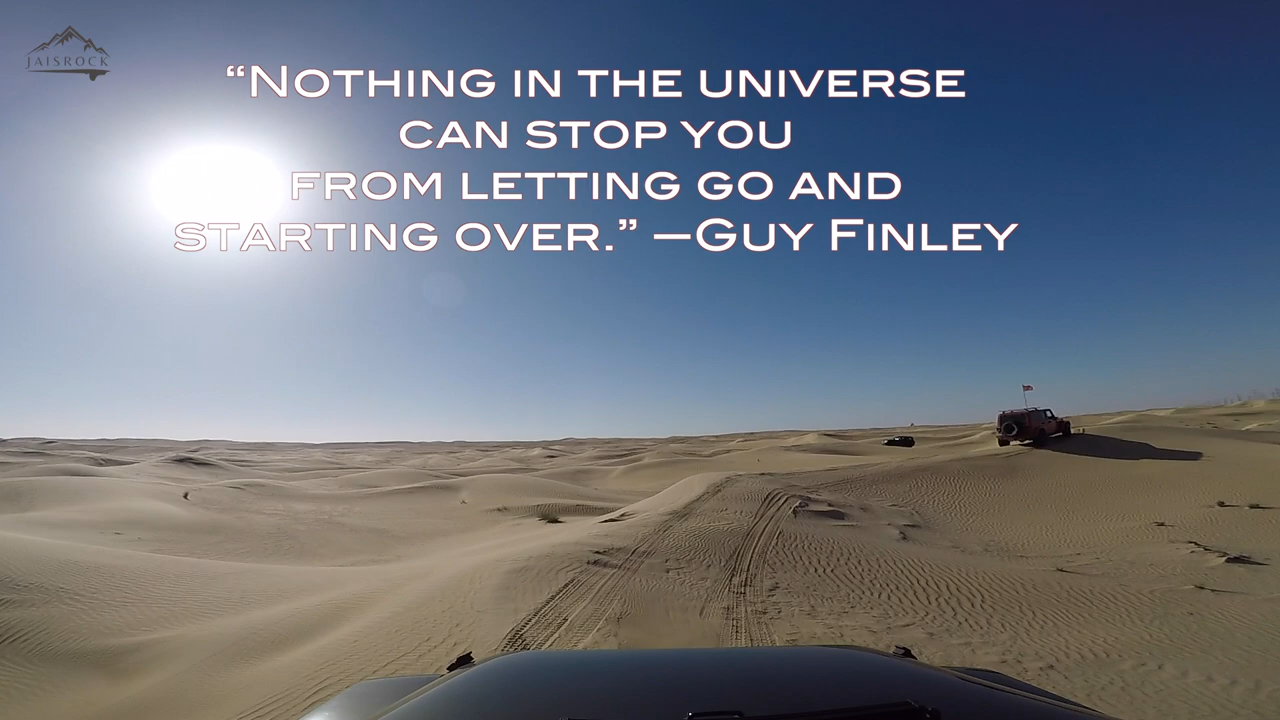 JAISROCK
“NOTHING IN THE UNIVERSE
CAN STOP YOU
FROM LETTING GO AND
STARTING OVER.” —GUY FINLEY